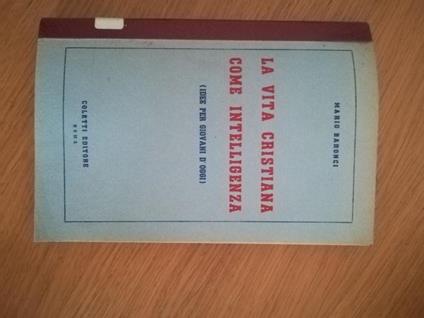 MARIO BARONCI
LA VITA CRISTIANA
COME INTELLIGENZA
(IDEE PER GIOVANI D'OGGI)
COLETTI EDITORE
ROMA